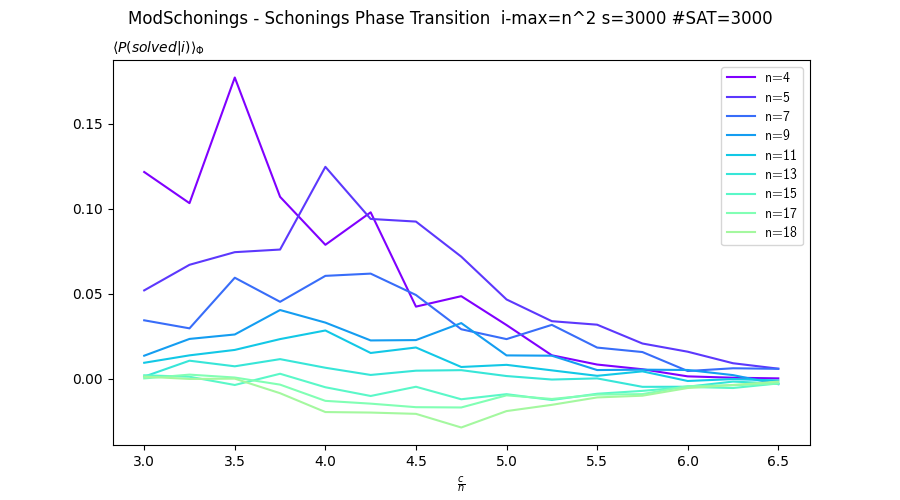 ModSchonings - Schonings Phase Transition  i-max=n^2 s=3000 #SAT=3000
⟨P(solved|i)⟩Φ
0.15
0.10
0.05
0.00
n=4
n=5
n=7
n=9
n=11
n=13
n=15
n=17
n=18
3.0 3.5 4.0 4.5 5.0 5.5 6.0 6.5
c/n